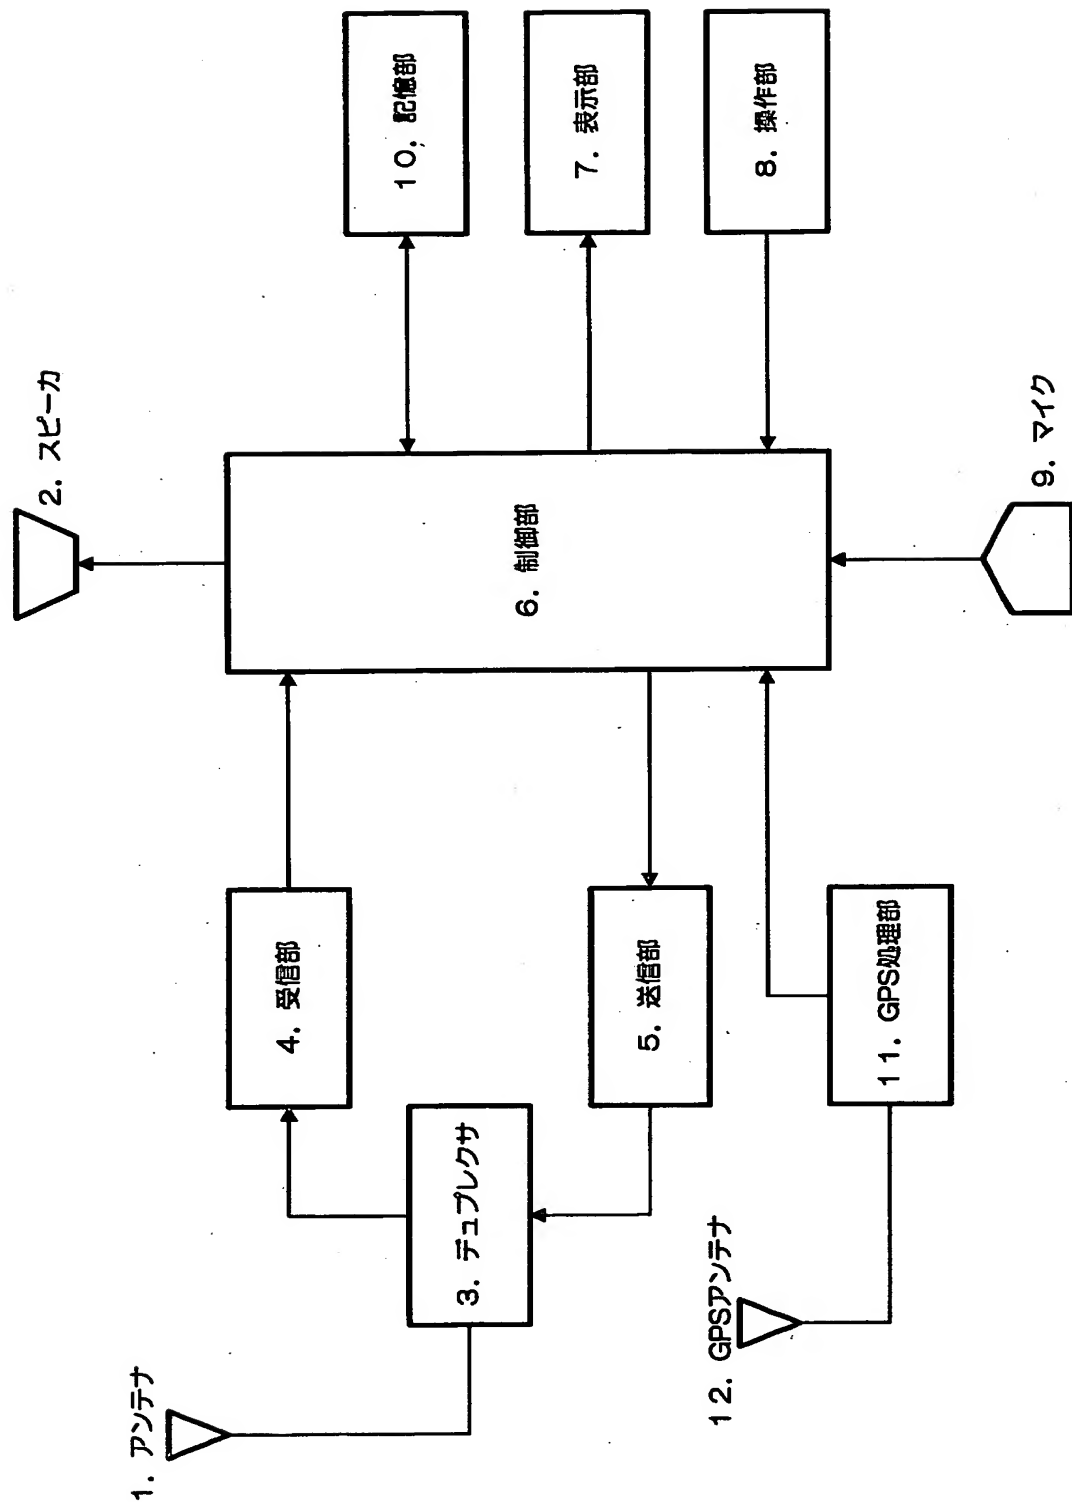 1. アンテナ
2. スピーカ
3. デュプレクサ
4. 受信部
5. 送信部
6. 制御部
10, 記憶部
7. 表示部
8. 操作部
9. マイク
11. GPS処理部
12. GPSアンテナ